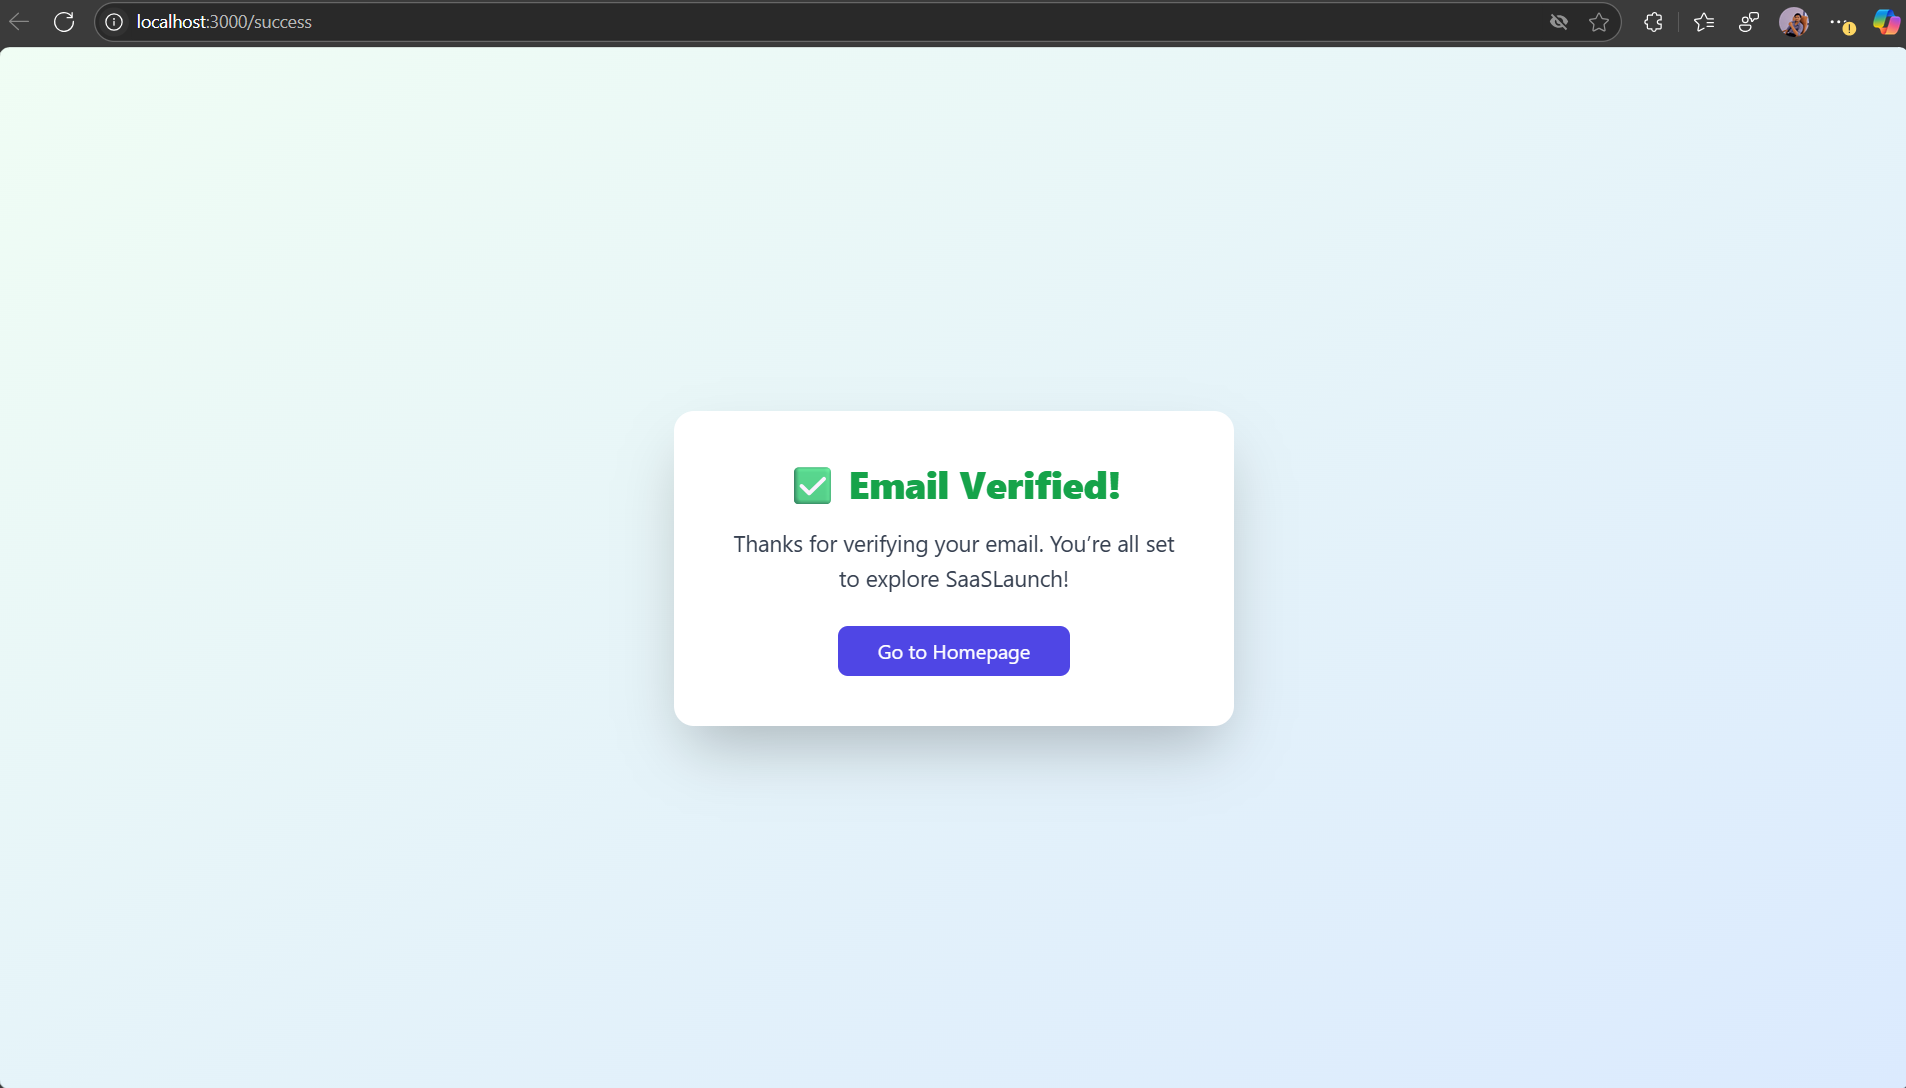 localhost:3000/success
✅ Email Verified!
Thanks for verifying your email. You’re all set
to explore SaaSLaunch!
Go to Homepage